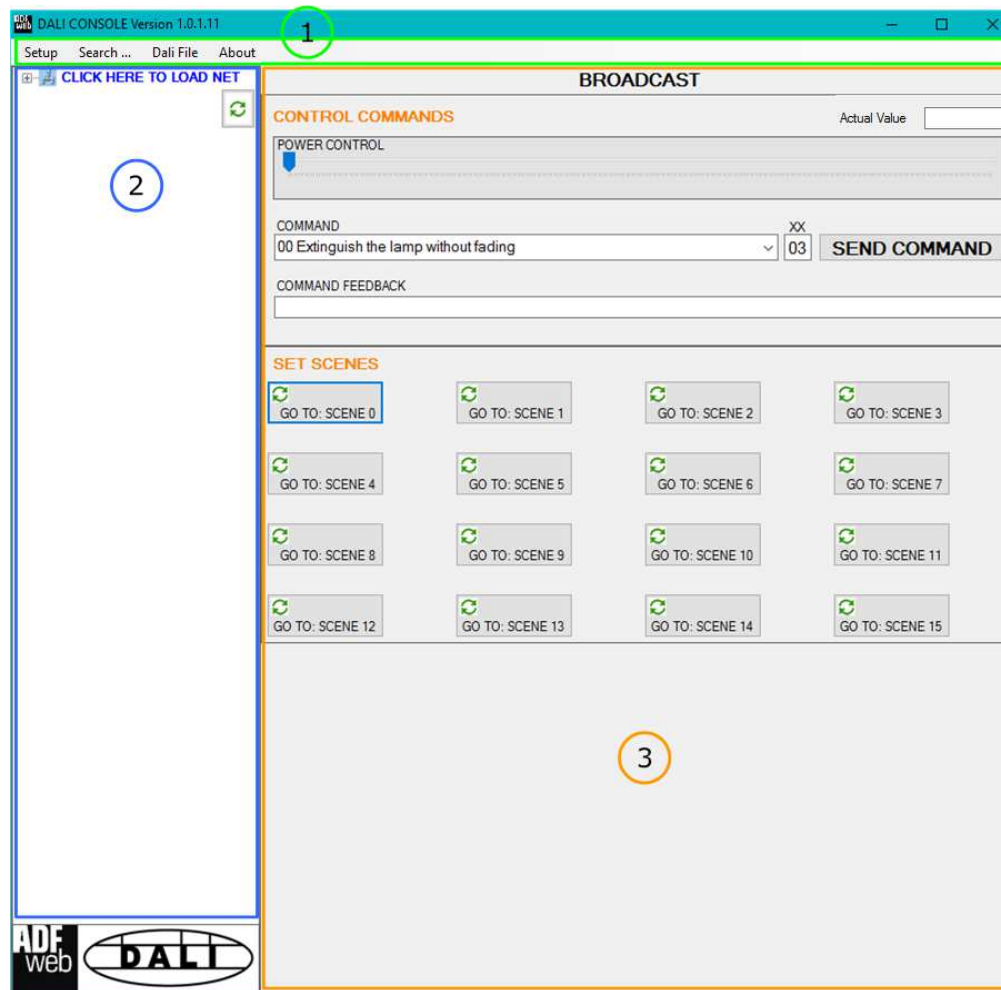 ADF web DALI CONSOLE Version 1.0.1.11
1
Setup Search ... Dali File About
CLICK HERE TO LOAD NET
2
BROADCAST
CONTROL COMMANDS
Actual Value
POWER CONTROL
COMMAND
XX
00 Extinguish the lamp without fading
03
SEND COMMAND
COMMAND FEEDBACK
SET SCENES
GO TO: SCENE 0 GO TO: SCENE 1 GO TO: SCENE 2 GO TO: SCENE 3
GO TO: SCENE 4 GO TO: SCENE 5 GO TO: SCENE 6 GO TO: SCENE 7
GO TO: SCENE 8 GO TO: SCENE 9 GO TO: SCENE 10 GO TO: SCENE 11
GO TO: SCENE 12 GO TO: SCENE 13 GO TO: SCENE 14 GO TO: SCENE 15
3
ADF
web
DALI